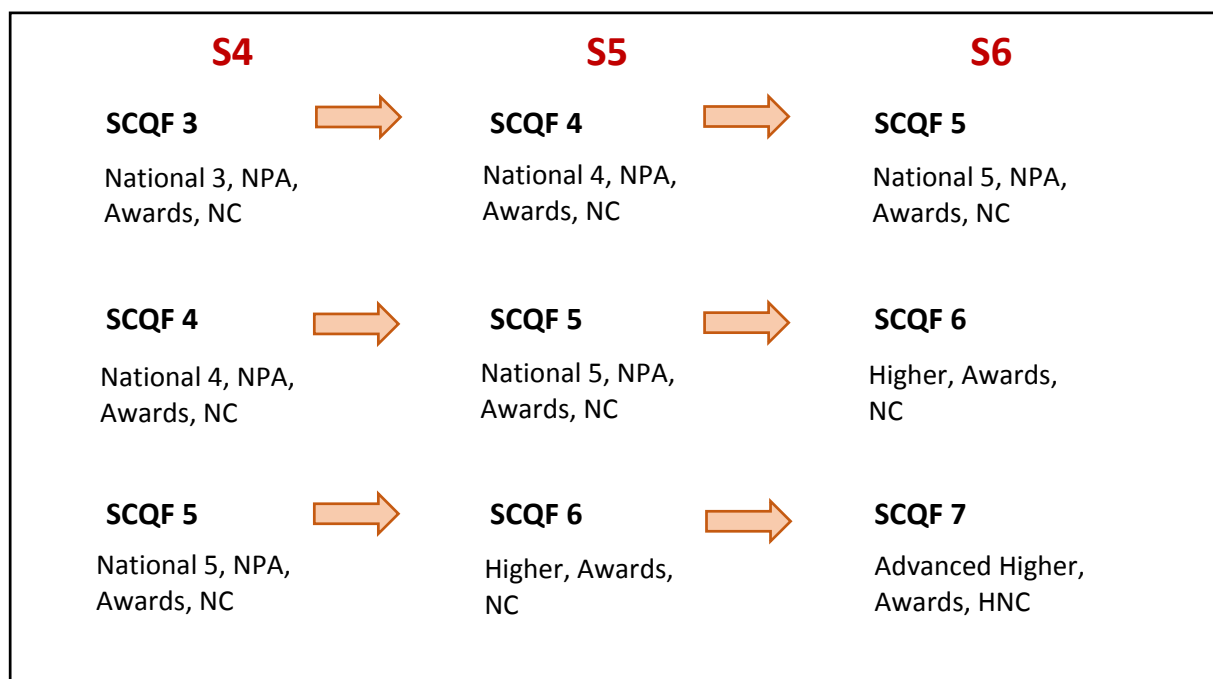 S4
S5
S6
SCQF 3
SCQF 4
SCQF 5
National 3, NPA,
Awards, NC
National 4, NPA,
Awards, NC
National 5, NPA,
Awards, NC
SCQF 4
SCQF 5
SCQF 6
National 4, NPA,
Awards, NC
National 5, NPA,
Awards, NC
Higher, Awards,
NC
SCQF 5
SCQF 6
SCQF 7
National 5, NPA,
Awards, NC
Higher, Awards,
NC
Advanced Higher,
Awards, HNC